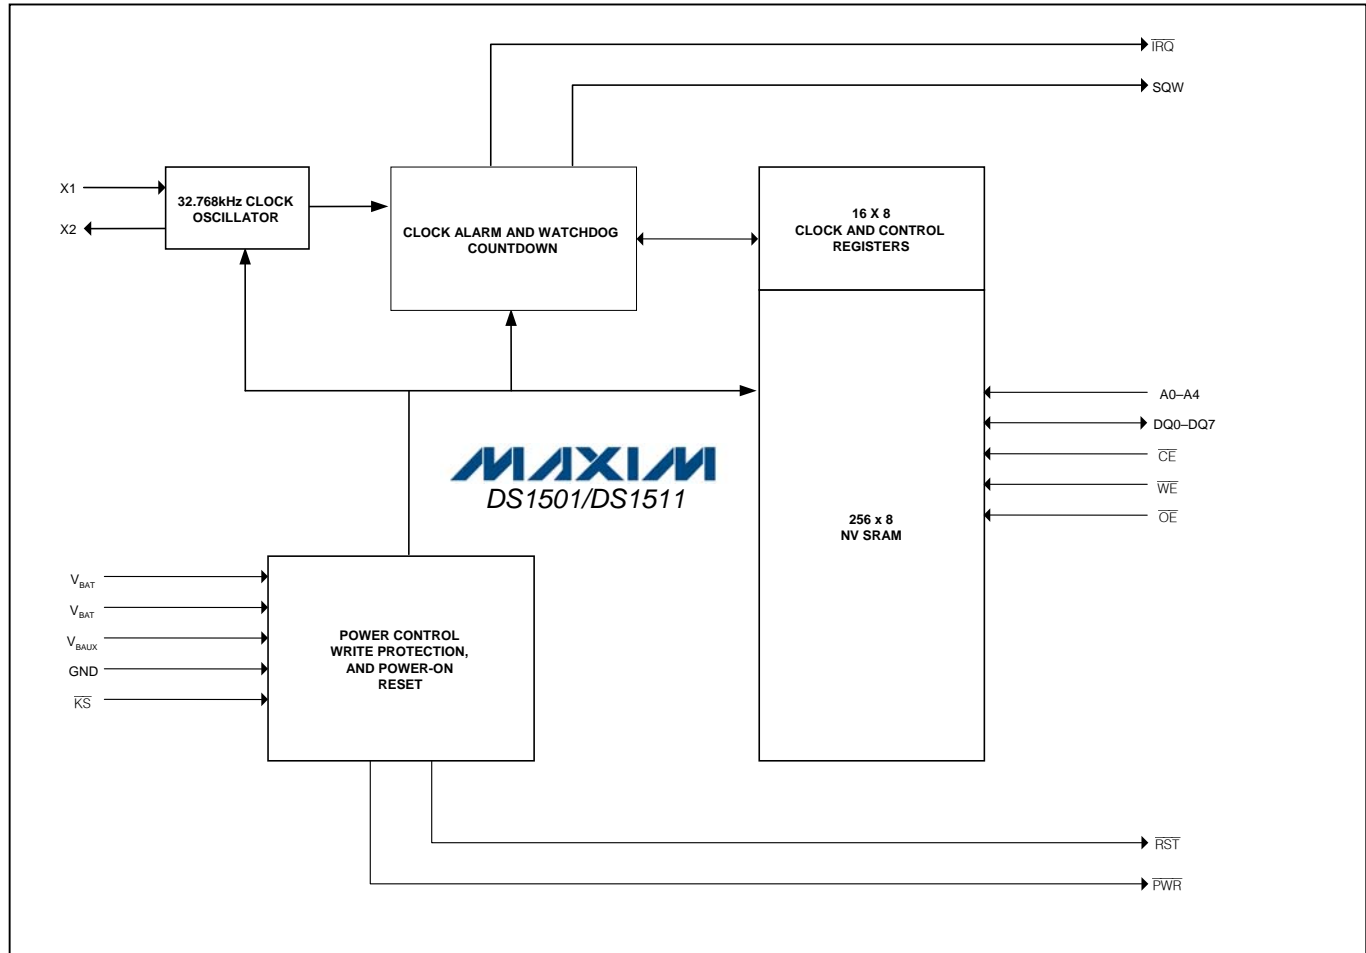 IRQ
SQW
X1
X2
32.768kHz CLOCK
OSCILLATOR
CLOCK ALARM AND WATCHDOG
COUNTDOWN
16 X 8
CLOCK AND CONTROL
REGISTERS
A0–A4
DQ0–DQ7
CE
WE
OE
256 x 8
NV SRAM
MAXIM
DS1501/DS1511
VBAT
VBAT
VBAUX
GND
KS
POWER CONTROL
WRITE PROTECTION,
AND POWER-ON
RESET
RST
PWR